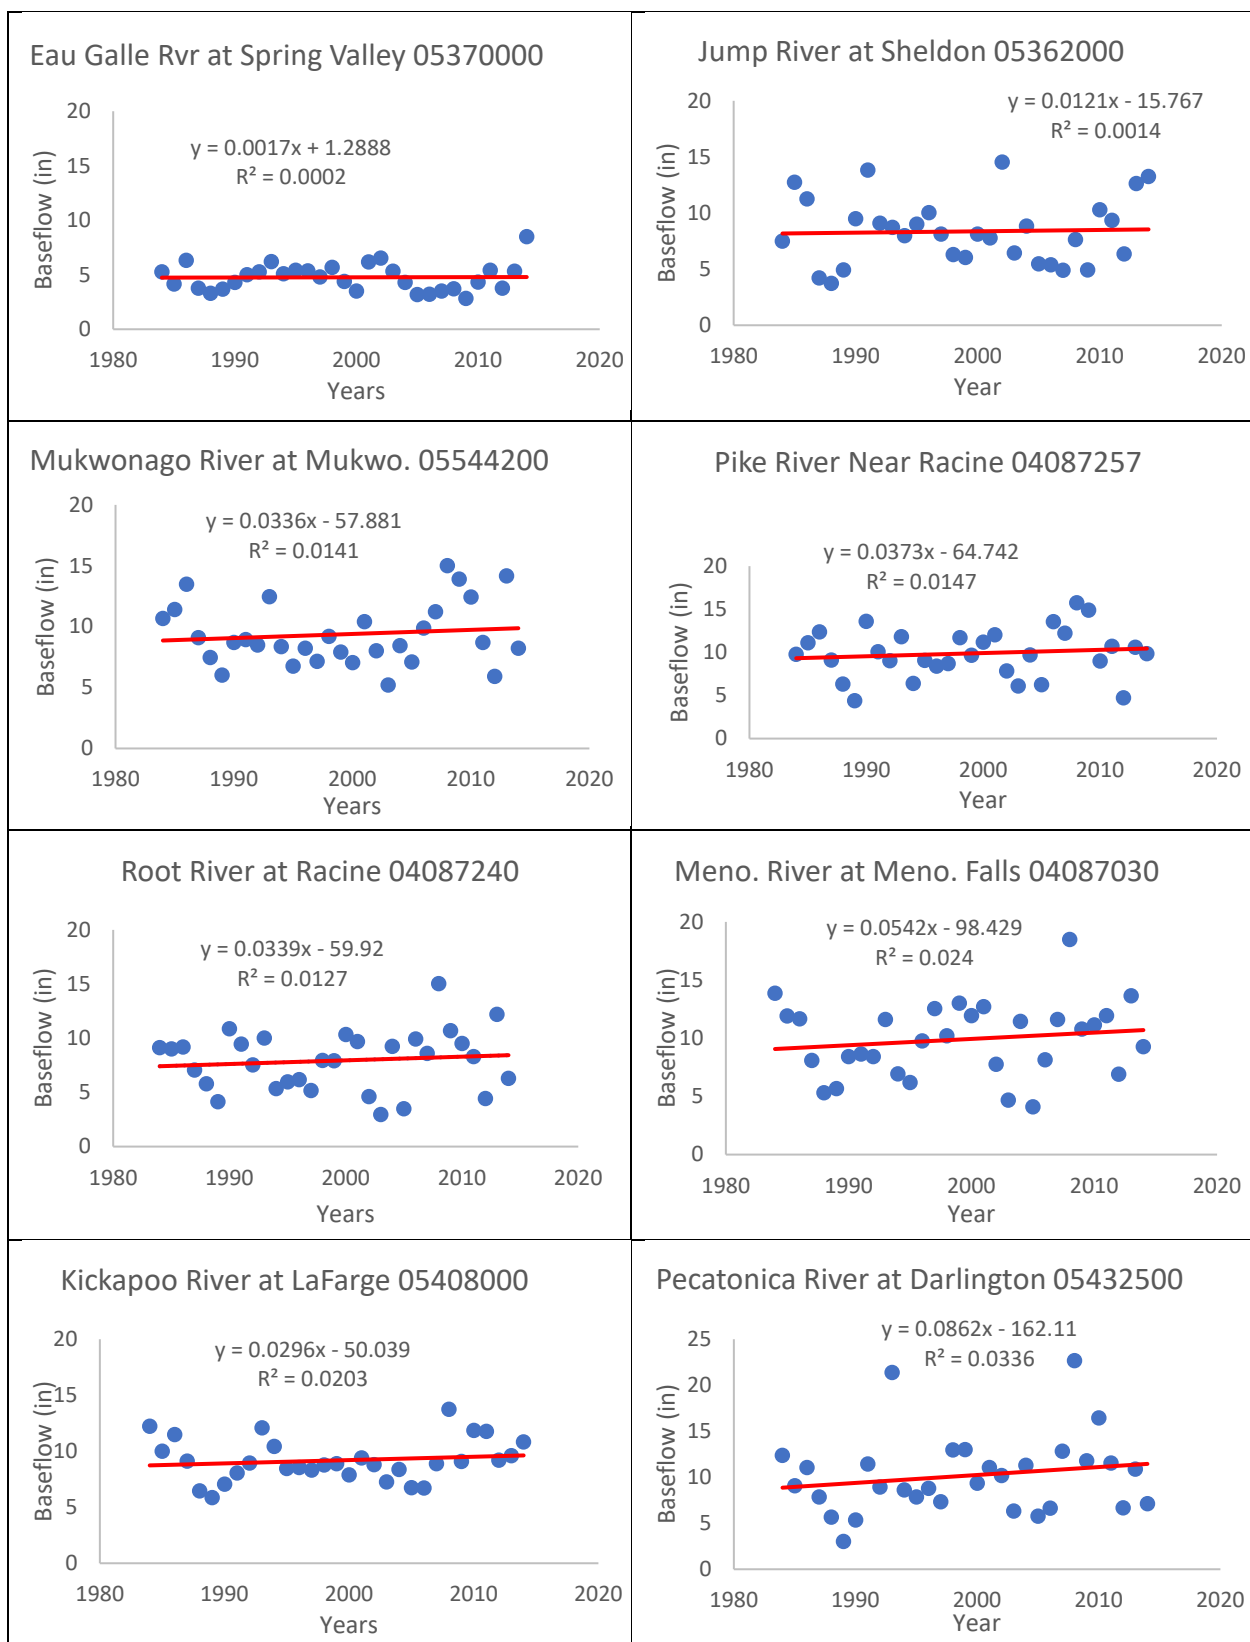 Eau Galle Rvr at Spring Valley 05370000
y = 0.0017x + 1.2888
R² = 0.0002
Baseflow (in)
20
15
10
5
0
1980 1990 2000 2010 2020
Years
Jump River at Sheldon 05362000
y = 0.0121x - 15.767
R² = 0.0014
Baseflow (in)
20
15
10
5
0
1980 1990 2000 2010 2020
Year
Mukwonago River at Mukwo. 05544200
y = 0.0336x - 57.881
R² = 0.0141
Baseflow (in)
20
15
10
5
0
1980 1990 2000 2010 2020
Years
Pike River Near Racine 04087257
y = 0.0373x - 64.742
R² = 0.0147
Baseflow (in)
20
15
10
5
0
1980 1990 2000 2010 2020
Year
Root River at Racine 04087240
y = 0.0339x - 59.92
R² = 0.0127
Baseflow (in)
20
15
10
5
0
1980 1990 2000 2010 2020
Years
Meno. River at Meno. Falls 04087030
y = 0.0542x - 98.429
R² = 0.024
Baseflow (in)
20
15
10
5
0
1980 1990 2000 2010 2020
Year
Kickapoo River at LaFarge 05408000
y = 0.0296x - 50.039
R² = 0.0203
Baseflow (in)
20
15
10
5
0
1980 1990 2000 2010 2020
Years
Pecatonica River at Darlington 05432500
y = 0.0862x - 162.11
R² = 0.0336
Baseflow (in)
25
20
15
10
5
0
1980 1990 2000 2010 2020
Year